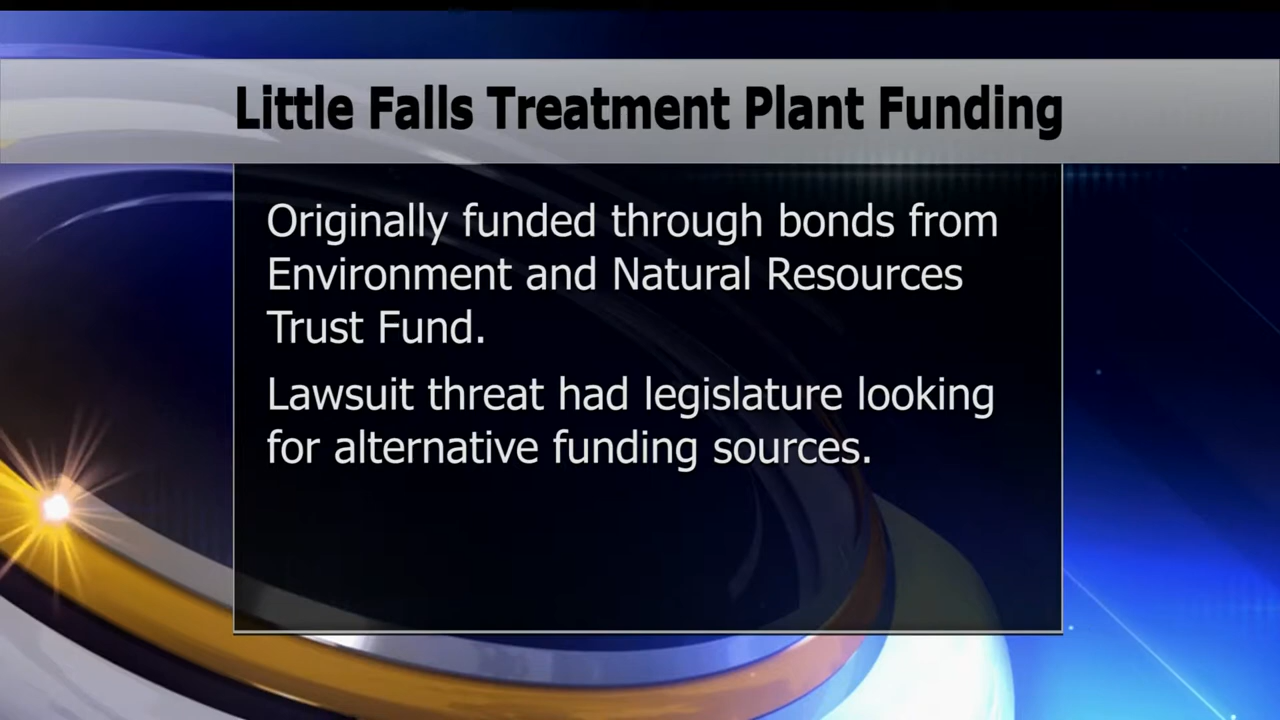 Little Falls Treatment Plant Funding
Originally funded through bonds from
Environment and Natural Resources
Trust Fund.
Lawsuit threat had legislature looking
for alternative funding sources.